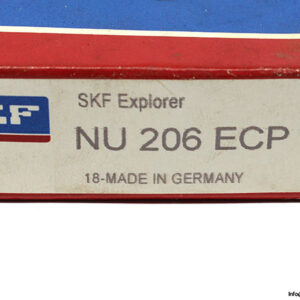 SKF Explorer
NU 206 ECP
18-MADE IN GERMANY